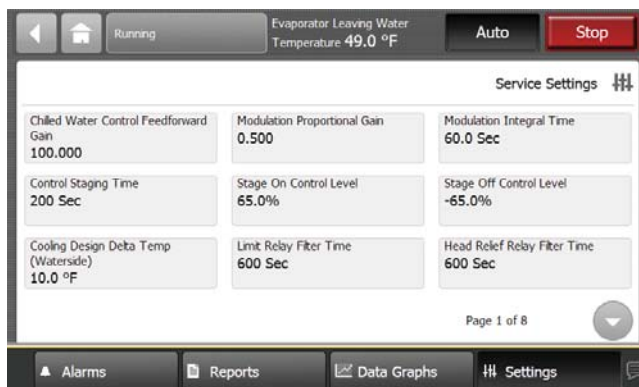 Running
Evaporator Leaving Water
Temperature 49.0 °F
Auto
Stop
Service Settings
Chilled Water Control Feedforward
Gain
100.000
Modulation Proportional Gain
0.500
Modulation Integral Time
60.0 Sec
Control Staging Time
200 Sec
Stage On Control Level
65.0%
Stage Off Control Level
-65.0%
Cooling Design Delta Temp
(Waterside)
10.0 °F
Limit Relay Filter Time
600 Sec
Head Relief Relay Filter Time
600 Sec
Page 1 of 8
Alarms
Reports
Data Graphs
Settings